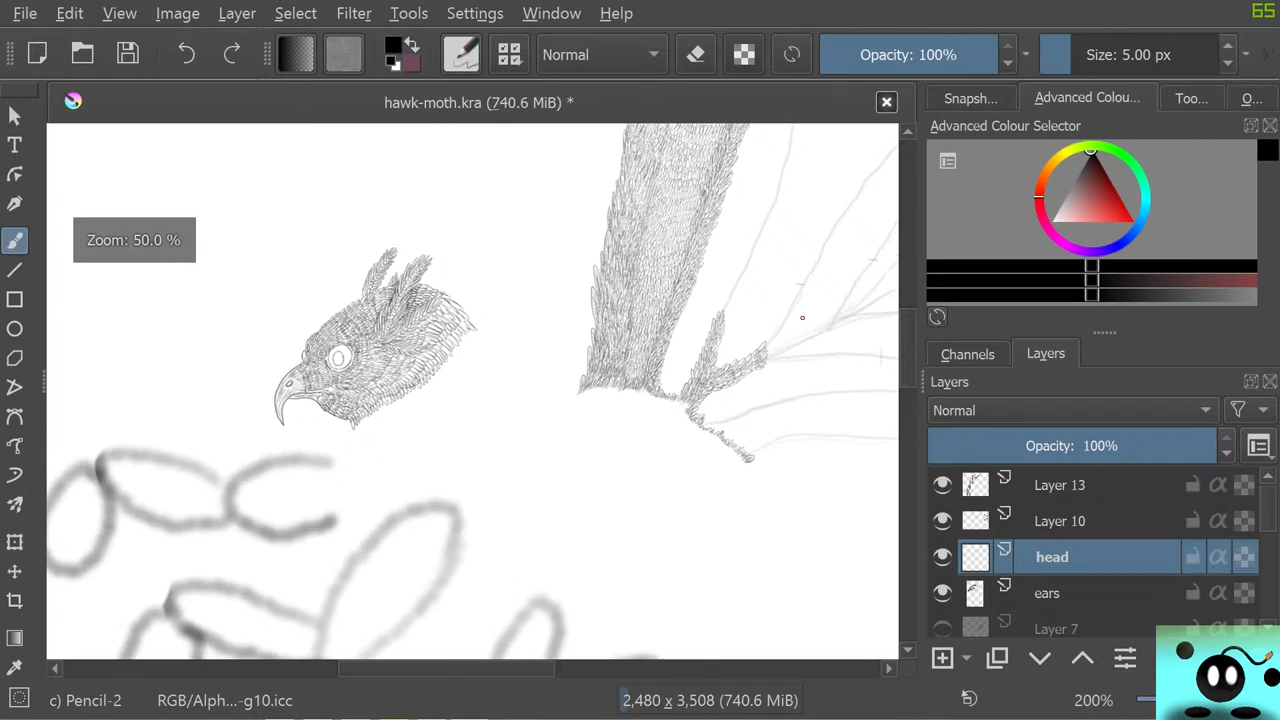 File Edit View Image Layer Select Filter Tools Settings Window Help
65
Normal
Opacity: 100%
Size: 5.00 px
hawk-moth.kra (740.6 MiB) *
Snapsh...
Advanced Colou...
Too...
O...
Advanced Colour Selector
Zoom: 50.0 %
Channels
Layers
Layers
Normal
Opacity: 100%
Layer 13
Layer 10
head
ears
Layer 7
c) Pencil-2
RGB/Alph...-g10.icc
2,480 x 3,508 (740.6 MiB)
200%